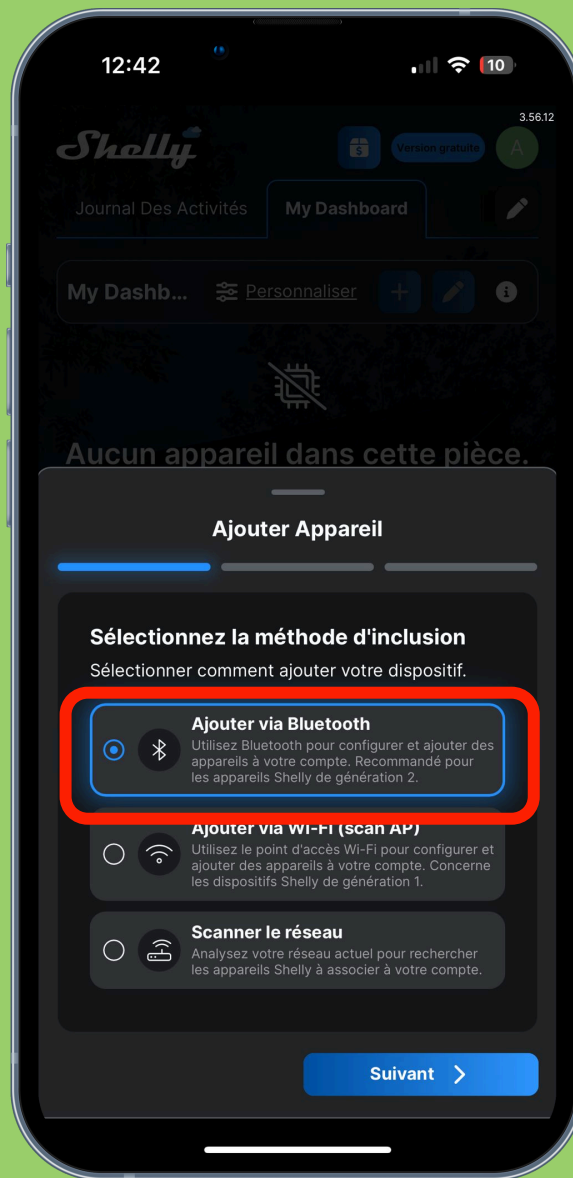 12:42
10
3.56.12
Shelly
Version gratuite
A
Journal Des Activités
My Dashboard
My Dashb...
Personnaliser
Aucun appareil dans cette pièce.
Ajouter Appareil
Sélectionnez la méthode d'inclusion
Sélectionner comment ajouter votre dispositif.
Ajouter via Bluetooth
Utilisez Bluetooth pour configurer et ajouter des
appareils à votre compte. Recommandé pour
les appareils Shelly de génération 2.
Ajouter via Wi-Fi (scan AP)
Utilisez le point d'accès Wi-Fi pour configurer et
ajouter des appareils à votre compte. Concerne
les dispositifs Shelly de génération 1.
Scanner le réseau
Analysez votre réseau actuel pour rechercher
les appareils Shelly à associer à votre compte.
Suivant